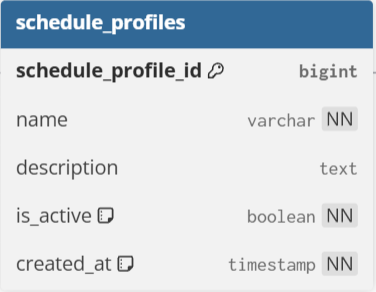 schedule_profiles
schedule_profile_id bigint
name varchar NN
description text
is_active boolean NN
created_at timestamp NN